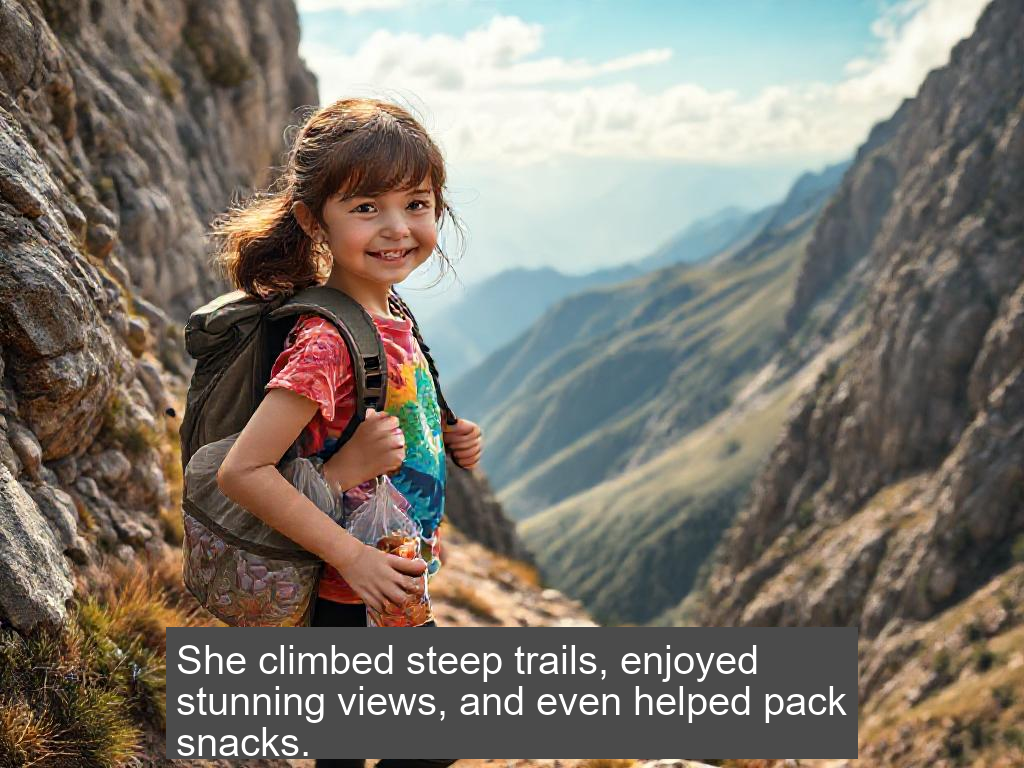 She climbed steep trails, enjoyed
stunning views, and even helped pack
snacks.